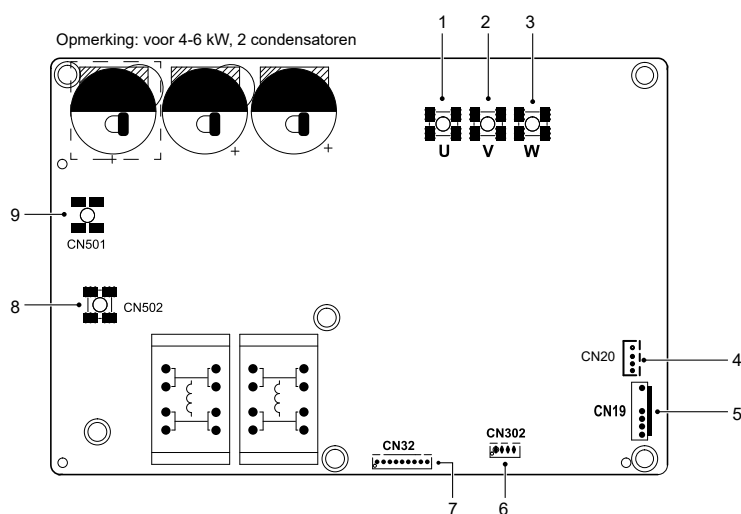 1 2 3
Opmerking: voor 4-6 kW, 2 condensatoren
+ + +
U V W
9
CN501
8 CN502
CN20 4
CN19 5
CN32 CN302
7 6